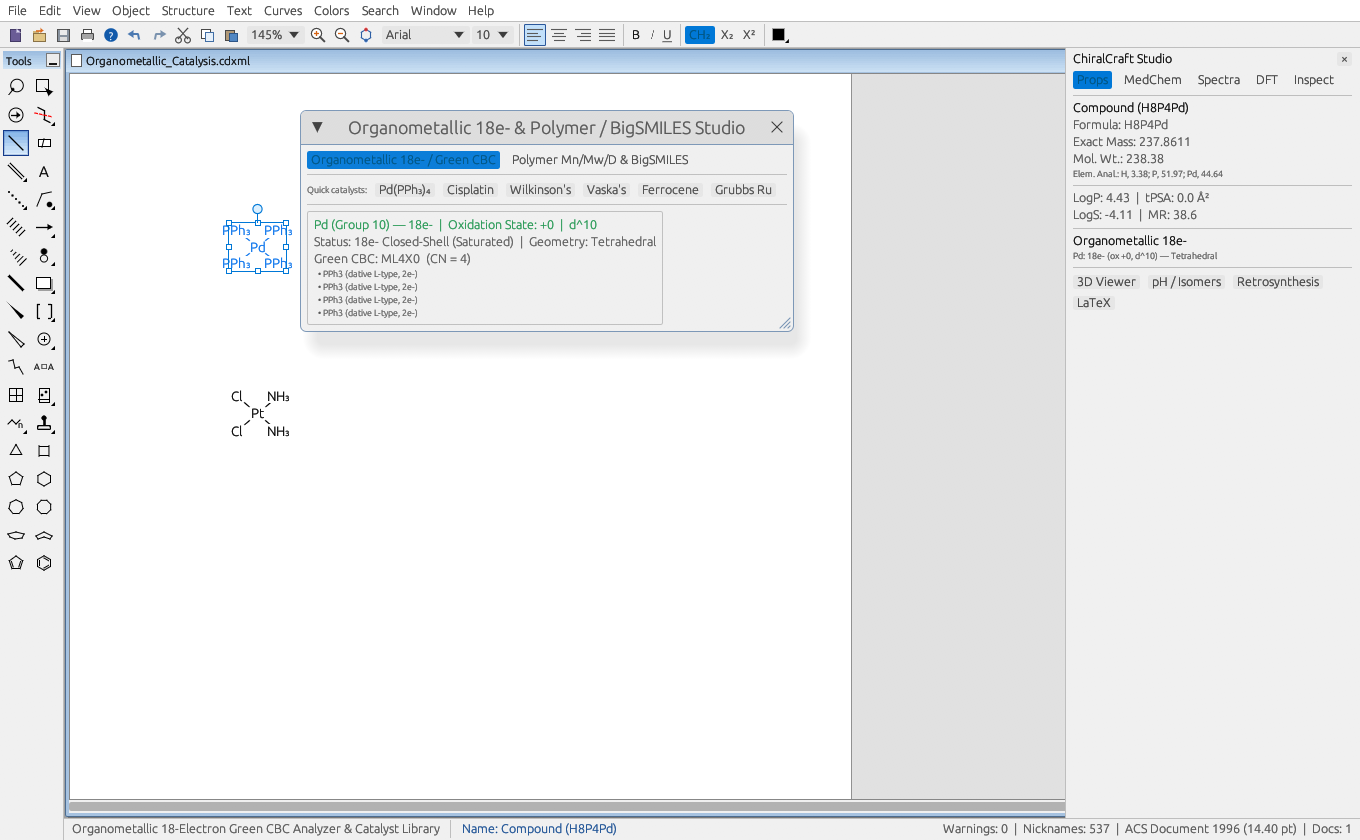 File Edit View Object Structure Text Curves Colors Search Window Help
145% Arial 10 B I U CH₂ X₂ X²
Tools
Organometallic_Catalysis.cdxml
A
A□A
n
Organometallic 18e- & Polymer / BigSMILES Studio
Organometallic 18e- / Green CBC Polymer Mn/Mw/D & BigSMILES
Quick catalysts: Pd(PPh₃)₄ Cisplatin Wilkinson's Vaska's Ferrocene Grubbs Ru
Pd (Group 10) — 18e- | Oxidation State: +0 | d^10
Status: 18e- Closed-Shell (Saturated) | Geometry: Tetrahedral
Green CBC: ML4X0 (CN = 4)
• PPh3 (dative L-type, 2e-)
• PPh3 (dative L-type, 2e-)
• PPh3 (dative L-type, 2e-)
• PPh3 (dative L-type, 2e-)
PPh₃ PPh₃
Pd
PPh₃ PPh₃
Cl NH₃
Pt
Cl NH₃
ChiralCraft Studio
Props MedChem Spectra DFT Inspect
Compound (H8P4Pd)
Formula: H8P4Pd
Exact Mass: 237.8611
Mol. Wt.: 238.38
Elem. Anal.: H, 3.38; P, 51.97; Pd, 44.64
LogP: 4.43 | tPSA: 0.0 Å²
LogS: -4.11 | MR: 38.6
Organometallic 18e-
Pd: 18e- (ox +0, d^10) — Tetrahedral
3D Viewer pH / Isomers Retrosynthesis
LaTeX
Organometallic 18-Electron Green CBC Analyzer & Catalyst Library Name: Compound (H8P4Pd) Warnings: 0 | Nicknames: 537 | ACS Document 1996 (14.40 pt) | Docs: 1